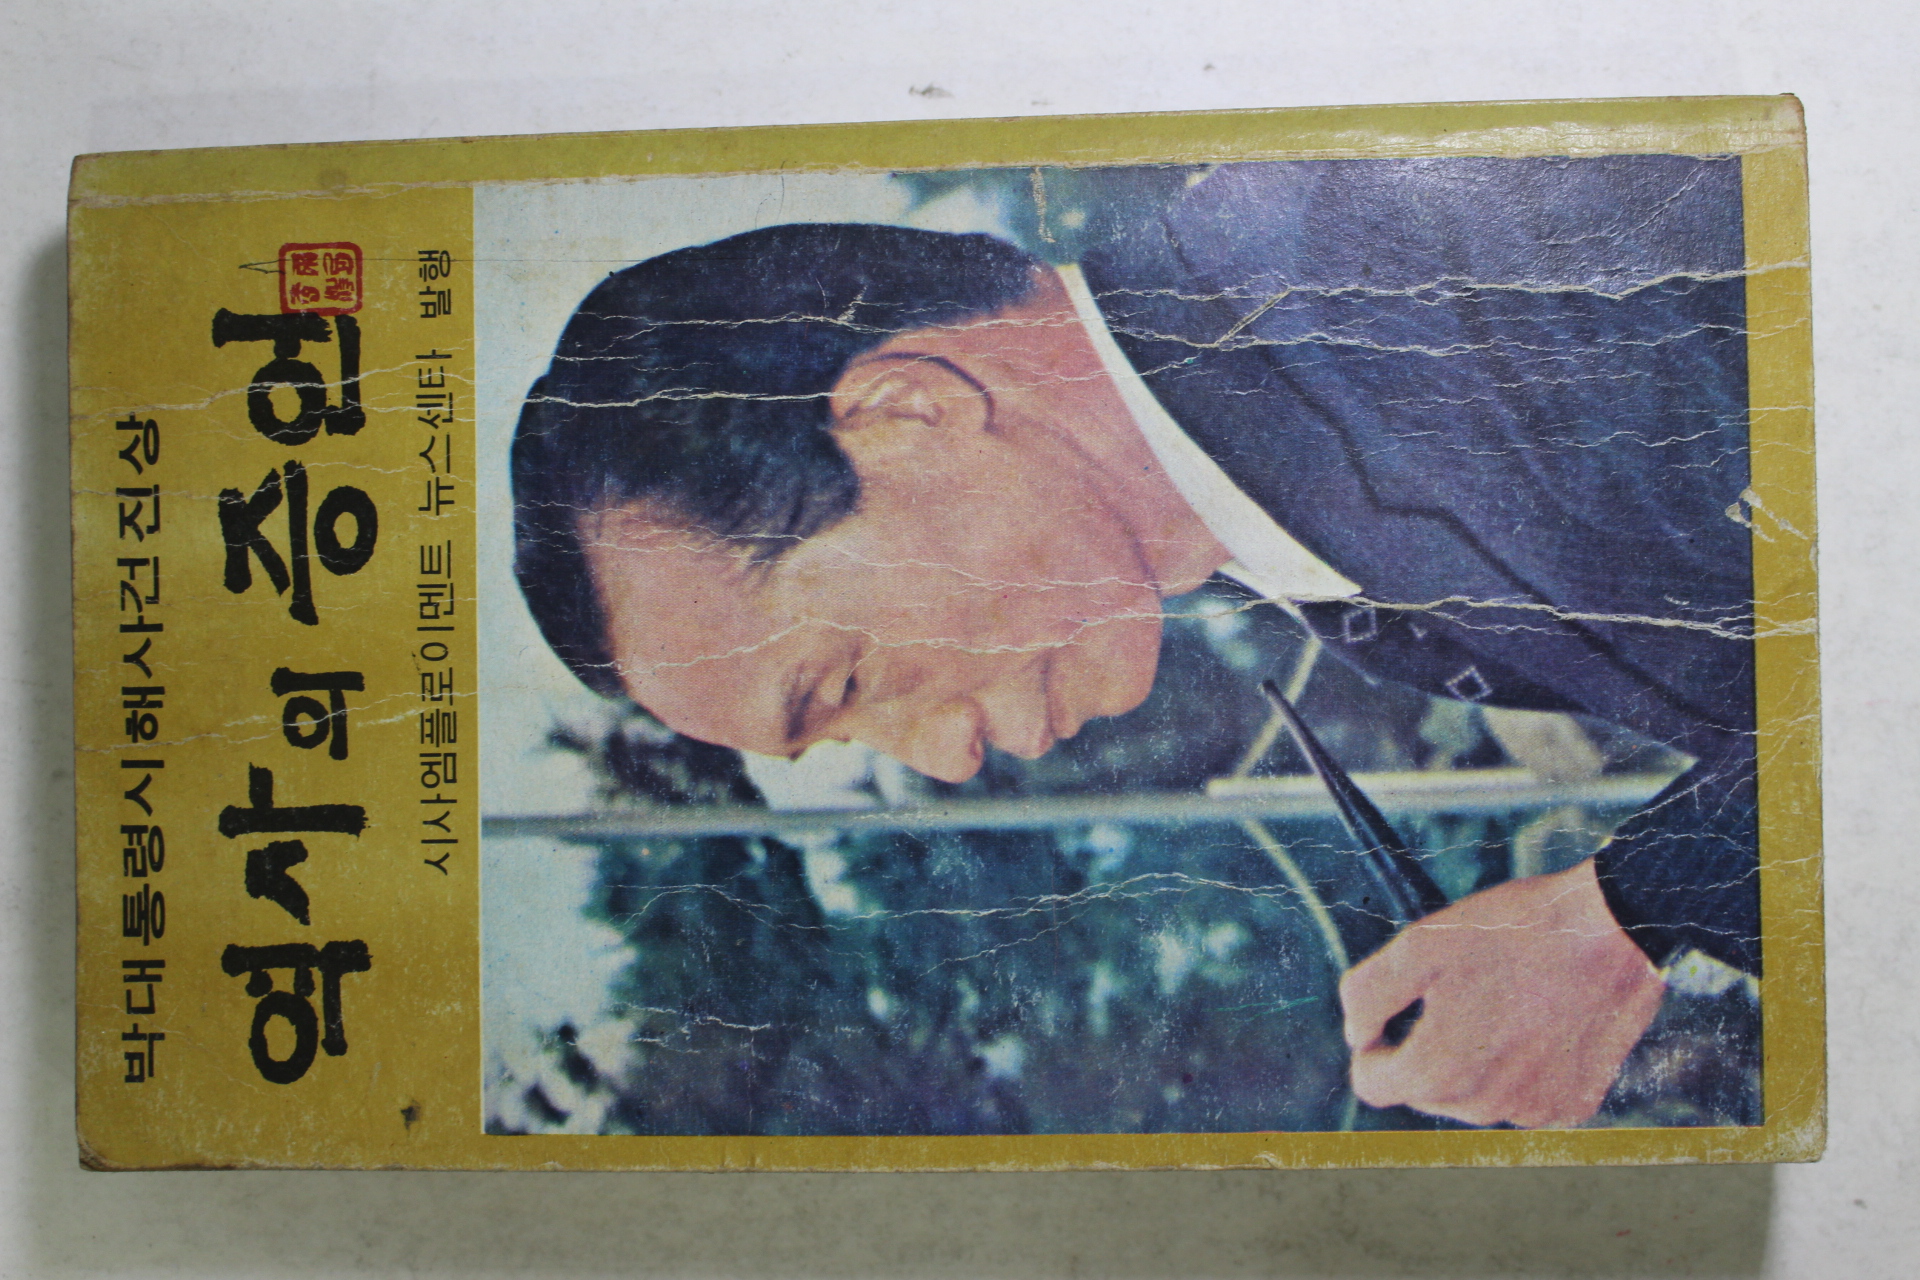 박대통령시해사건진상
역사의 증언
시사엠플로이멘트 뉴스센타 발행